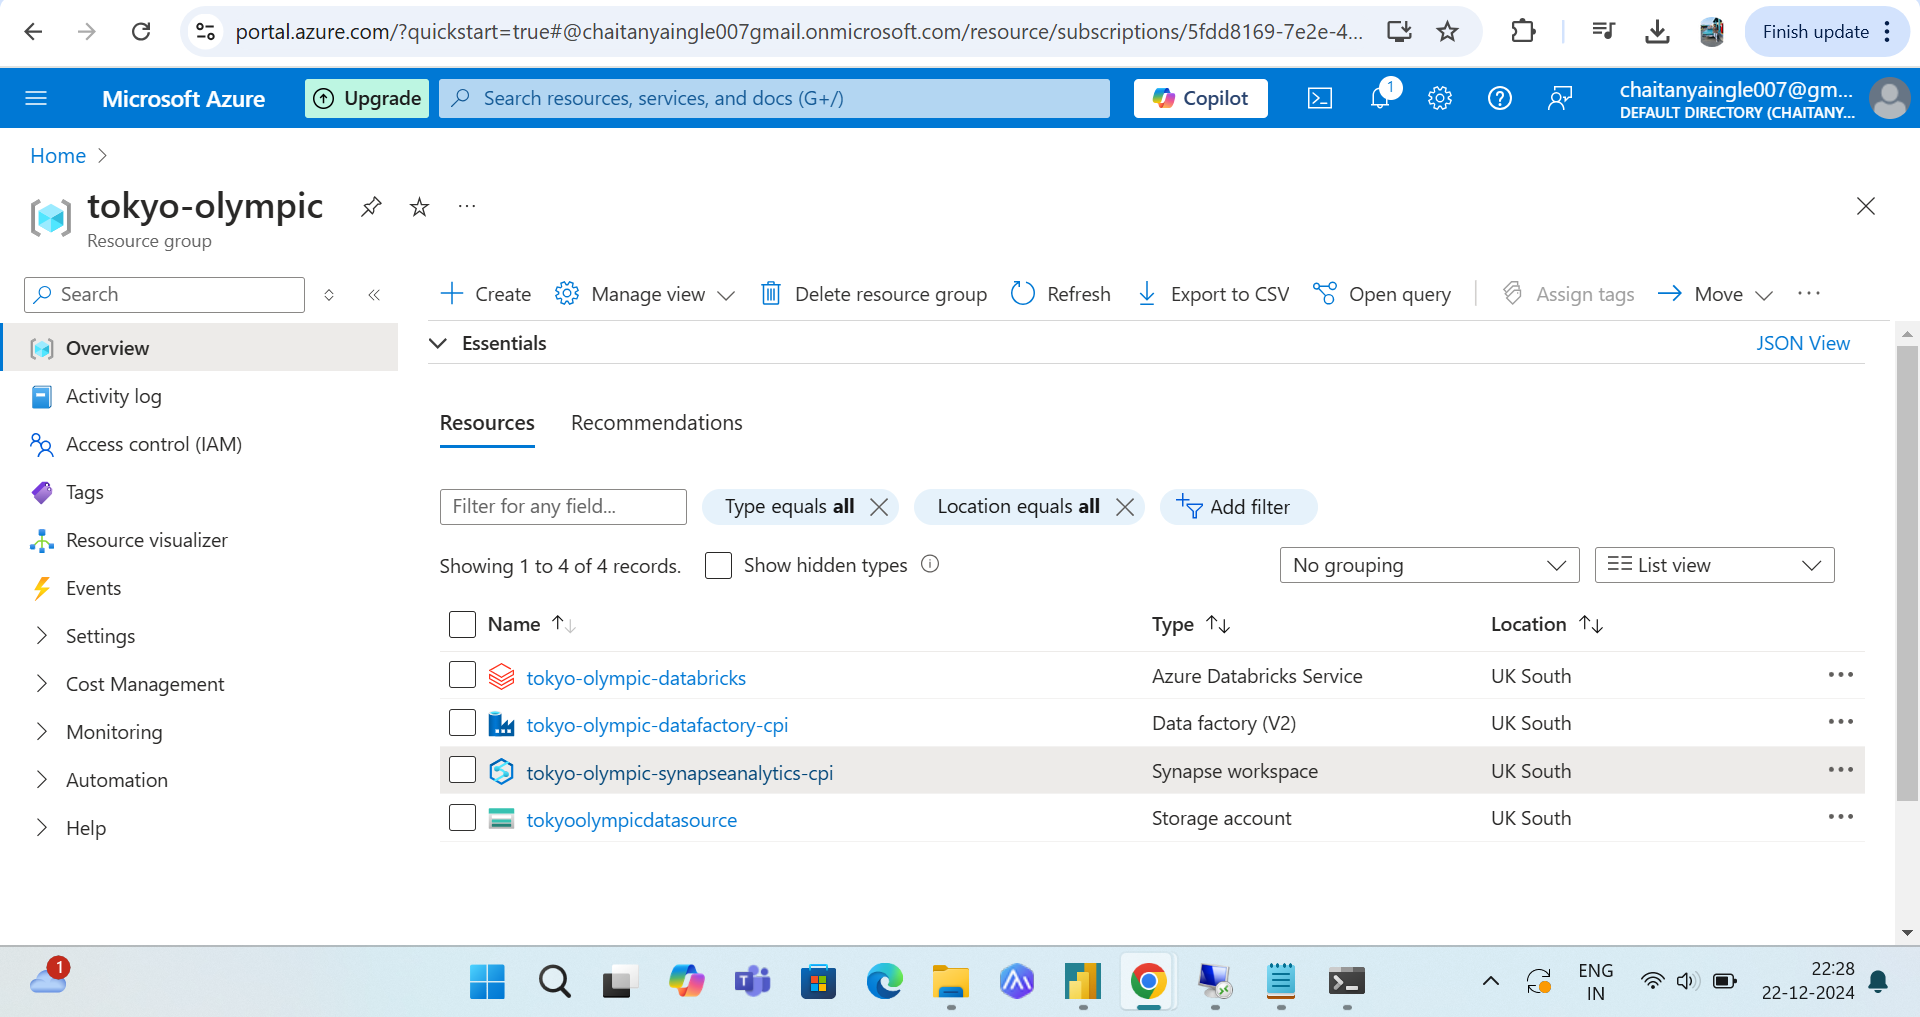 portal.azure.com/?quickstart=true#@chaitanyaingle007gmail.onmicrosoft.com/resource/subscriptions/5fdd8169-7e2e-4...
Finish update
Microsoft Azure
Upgrade
Search resources, services, and docs (G+/)
Copilot
1
chaitanyaingle007@gm...
DEFAULT DIRECTORY (CHAITANY...
Home
tokyo-olympic
Resource group
Search
Create
Manage view
Delete resource group
Refresh
Export to CSV
Open query
Assign tags
Move
Overview
Activity log
Access control (IAM)
Tags
Resource visualizer
Events
Settings
Cost Management
Monitoring
Automation
Help
Essentials
JSON View
Resources Recommendations
Filter for any field...
Type equals all
Location equals all
Add filter
Showing 1 to 4 of 4 records.
Show hidden types
No grouping
List view
Name Type Location
tokyo-olympic-databricks Azure Databricks Service UK South
tokyo-olympic-datafactory-cpi Data factory (V2) UK South
tokyo-olympic-synapseanalytics-cpi Synapse workspace UK South
tokyoolympicdatasource Storage account UK South
1
ENG
IN
22:28
22-12-2024